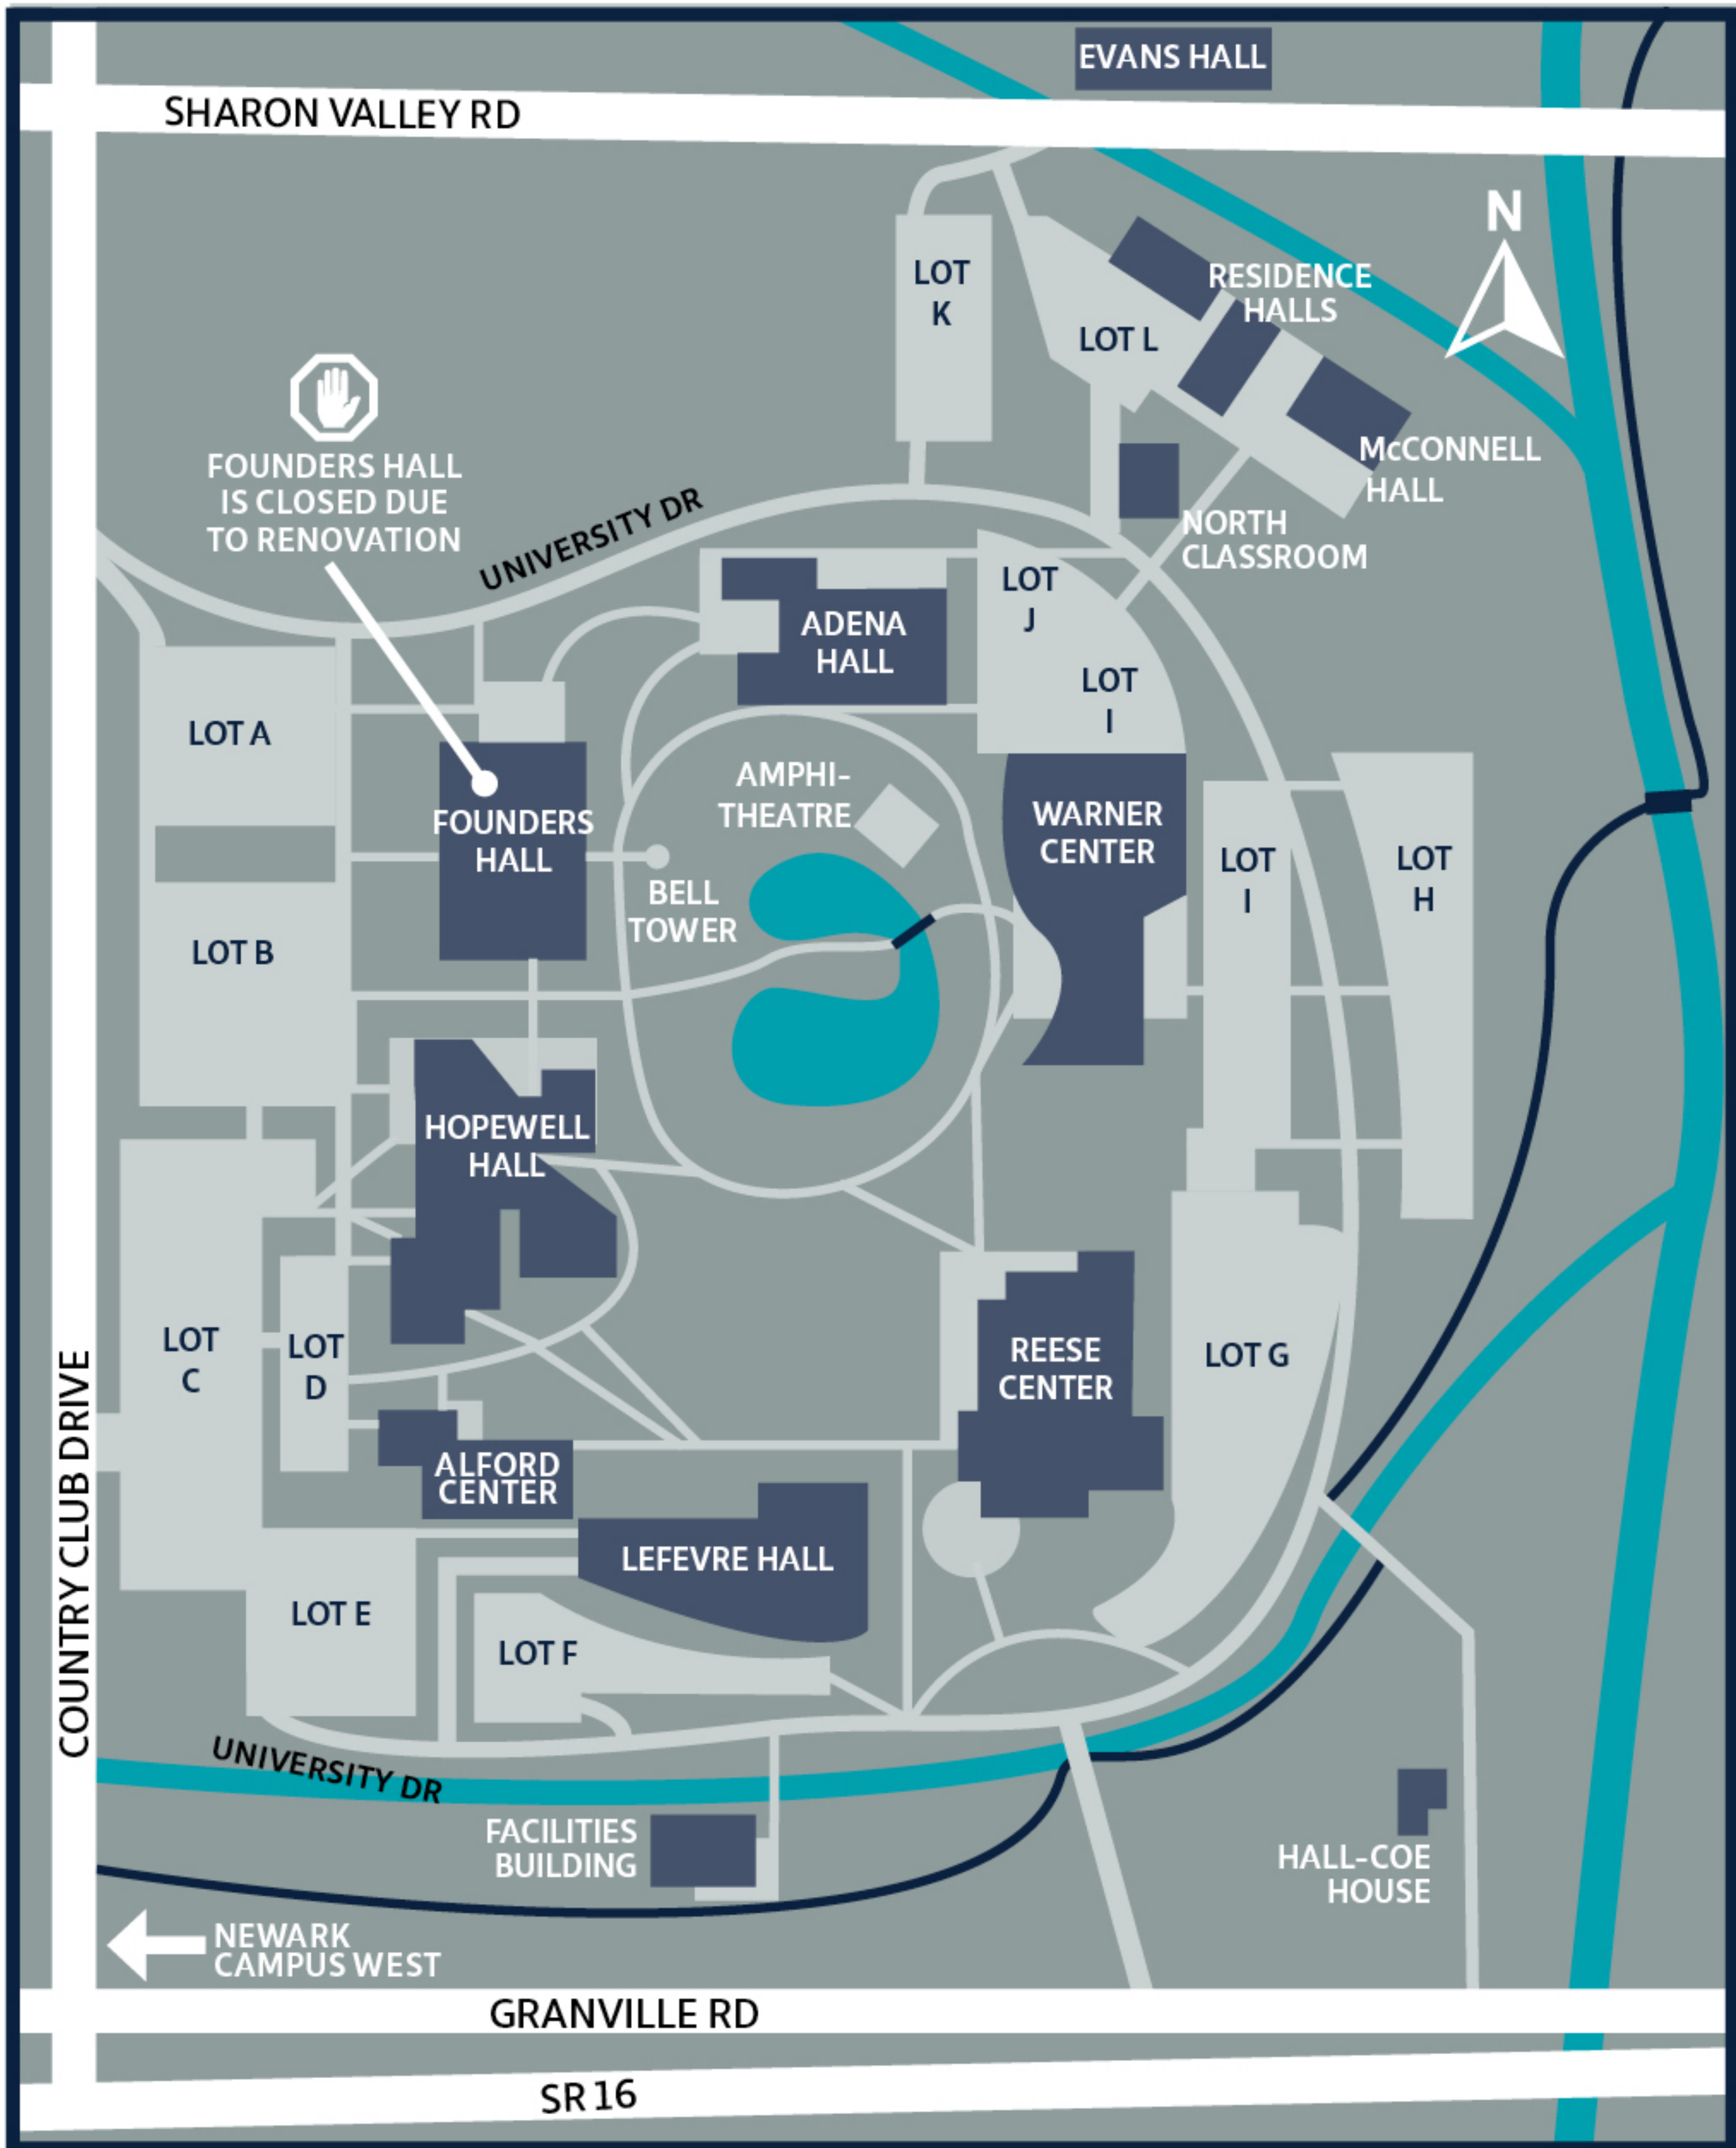 EVANS HALL
SHARON VALLEY RD
N
LOT
K
RESIDENCE
HALLS
LOT L
McCONNELL
HALL
FOUNDERS HALL
IS CLOSED DUE
TO RENOVATION
UNIVERSITY DR
NORTH
CLASSROOM
LOT
J
ADENA
HALL
LOT
I
LOT A
AMPHI-
THEATRE
WARNER
CENTER
FOUNDERS
HALL
LOT
I
LOT
H
BELL
TOWER
LOT B
HOPEWELL
HALL
LOT
C
LOT
D
REESE
CENTER
LOT G
COUNTRY CLUB DRIVE
ALFORD
CENTER
LEFEVRE HALL
LOT E
LOT F
UNIVERSITY DR
FACILITIES
BUILDING
HALL-COE
HOUSE
NEWARK
CAMPUS WEST
GRANVILLE RD
SR 16